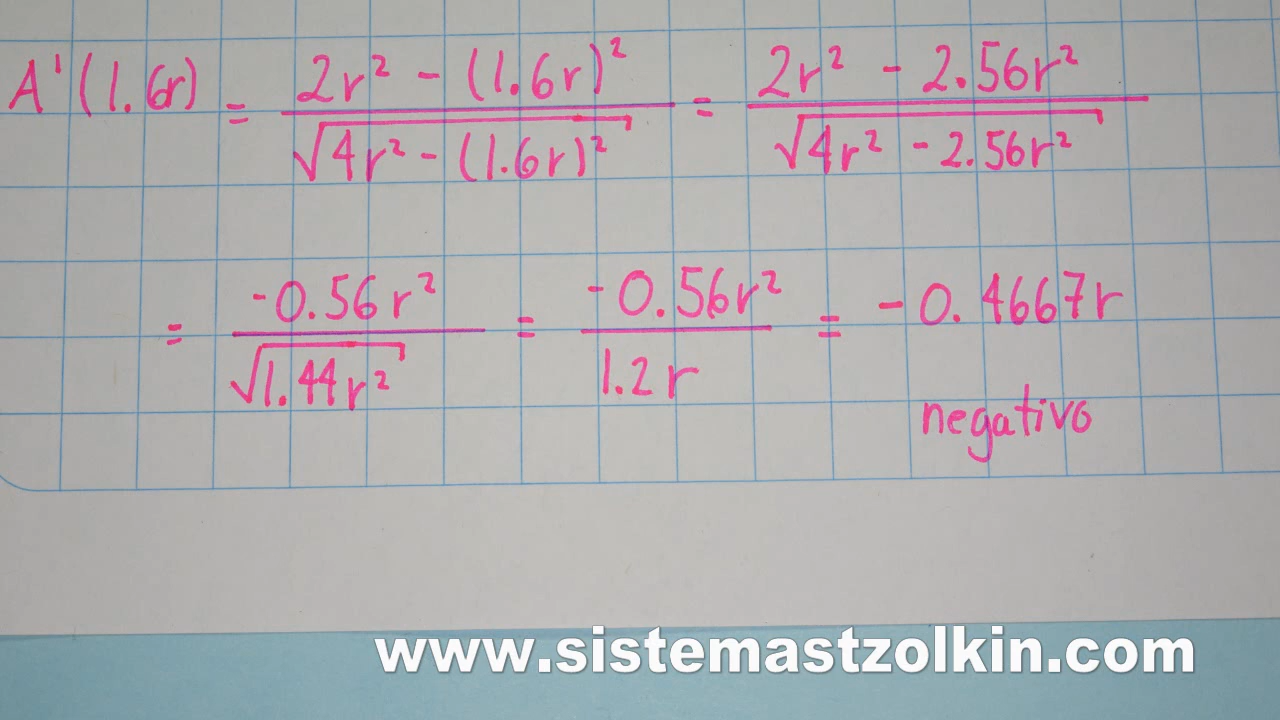 A'(1.6r) = 2r² - (1.6r)² / √4r² - (1.6r)² = 2r² - 2.56r² / √4r² - 2.56r²
= -0.56r² / √1.44r² = -0.56r² / 1.2r = -0.4667r
negativo
www.sistemastzolkin.com